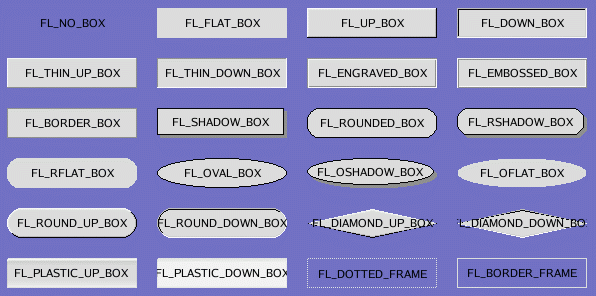 FL_NO_BOX FL_FLAT_BOX FL_UP_BOX FL_DOWN_BOX
FL_THIN_UP_BOX FL_THIN_DOWN_BOX FL_ENGRAVED_BOX FL_EMBOSSED_BOX
FL_BORDER_BOX FL_SHADOW_BOX FL_ROUNDED_BOX FL_RSHADOW_BOX
FL_RFLAT_BOX FL_OVAL_BOX FL_OSHADOW_BOX FL_OFLAT_BOX
FL_ROUND_UP_BOX FL_ROUND_DOWN_BOX FL_DIAMOND_UP_BOX FL_DIAMOND_DOWN_BO
FL_PLASTIC_UP_BOX FL_PLASTIC_DOWN_BOX FL_DOTTED_FRAME FL_BORDER_FRAME